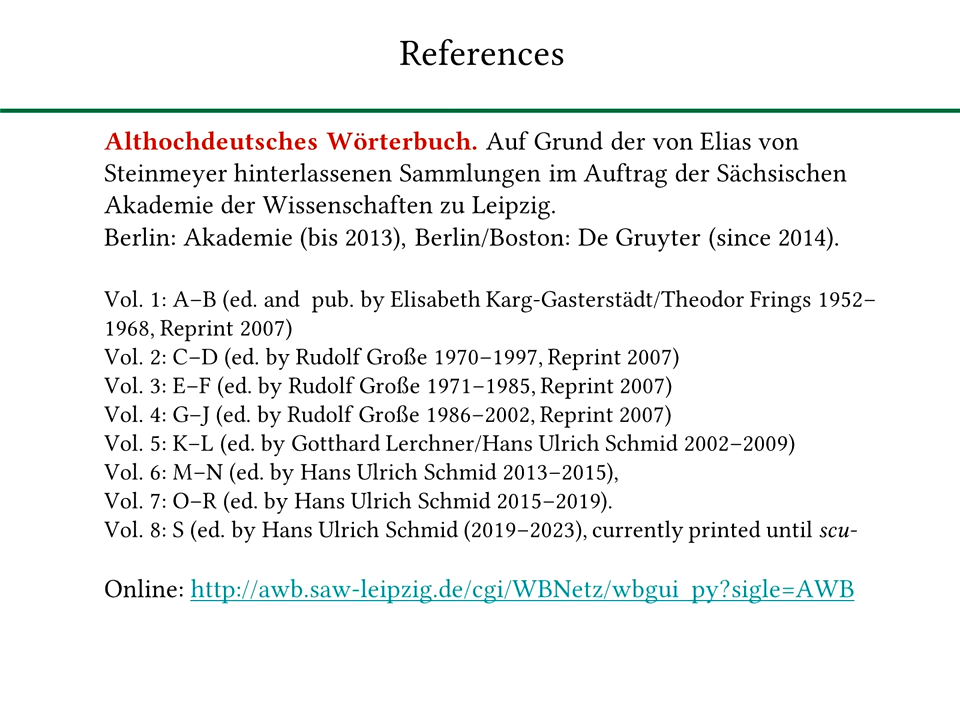 References
Althochdeutsches Wörterbuch. Auf Grund der von Elias von
Steinmeyer hinterlassenen Sammlungen im Auftrag der Sächsischen
Akademie der Wissenschaften zu Leipzig.
Berlin: Akademie (bis 2013), Berlin/Boston: De Gruyter (since 2014).
Vol. 1: A–B (ed. and pub. by Elisabeth Karg-Gasterstädt/Theodor Frings 1952–
1968, Reprint 2007)
Vol. 2: C–D (ed. by Rudolf Große 1970–1997, Reprint 2007)
Vol. 3: E–F (ed. by Rudolf Große 1971–1985, Reprint 2007)
Vol. 4: G–J (ed. by Rudolf Große 1986–2002, Reprint 2007)
Vol. 5: K–L (ed. by Gotthard Lerchner/Hans Ulrich Schmid 2002–2009)
Vol. 6: M–N (ed. by Hans Ulrich Schmid 2013–2015),
Vol. 7: O–R (ed. by Hans Ulrich Schmid 2015–2019).
Vol. 8: S (ed. by Hans Ulrich Schmid (2019–2023), currently printed until scu-
Online: http://awb.saw-leipzig.de/cgi/WBNetz/wbgui_py?sigle=AWB